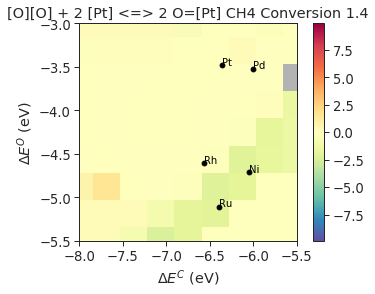 [O][O] + 2 [Pt] <=> 2 O=[Pt] CH4 Conversion 1.4
−3.0
−3.5
−4.0
−4.5
−5.0
−5.5
ΔE^O (eV)
Pt
Pd
Rh
Ni
Ru
−8.0 −7.5 −7.0 −6.5 −6.0 −5.5
ΔE^C (eV)
7.5
5.0
2.5
0.0
−2.5
−5.0
−7.5